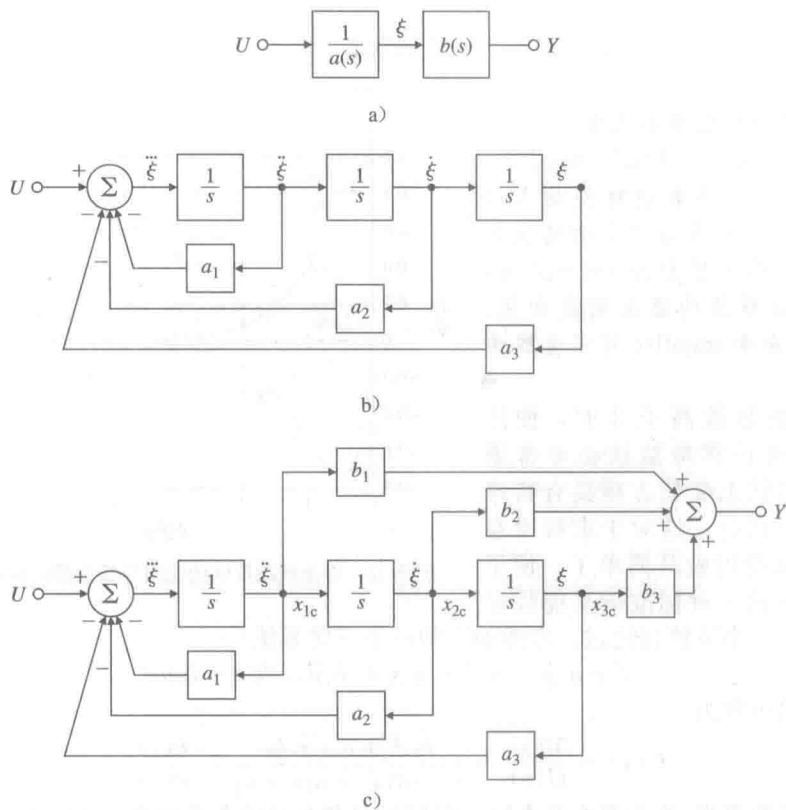 U
1
a(s)
ξ
b(s)
Y
a)
U
+
Σ
−
−
−
ξ⃛
1
s
ξ̈
1
s
ξ̇
1
s
ξ
a₁
a₂
a₃
b)
b₁
b₂
+
+
+
Σ
Y
U
+
Σ
−
−
−
ξ⃛
1
s
ξ̈
x₁c
1
s
ξ̇
x₂c
1
s
ξ
x₃c
b₃
a₁
a₂
a₃
c)